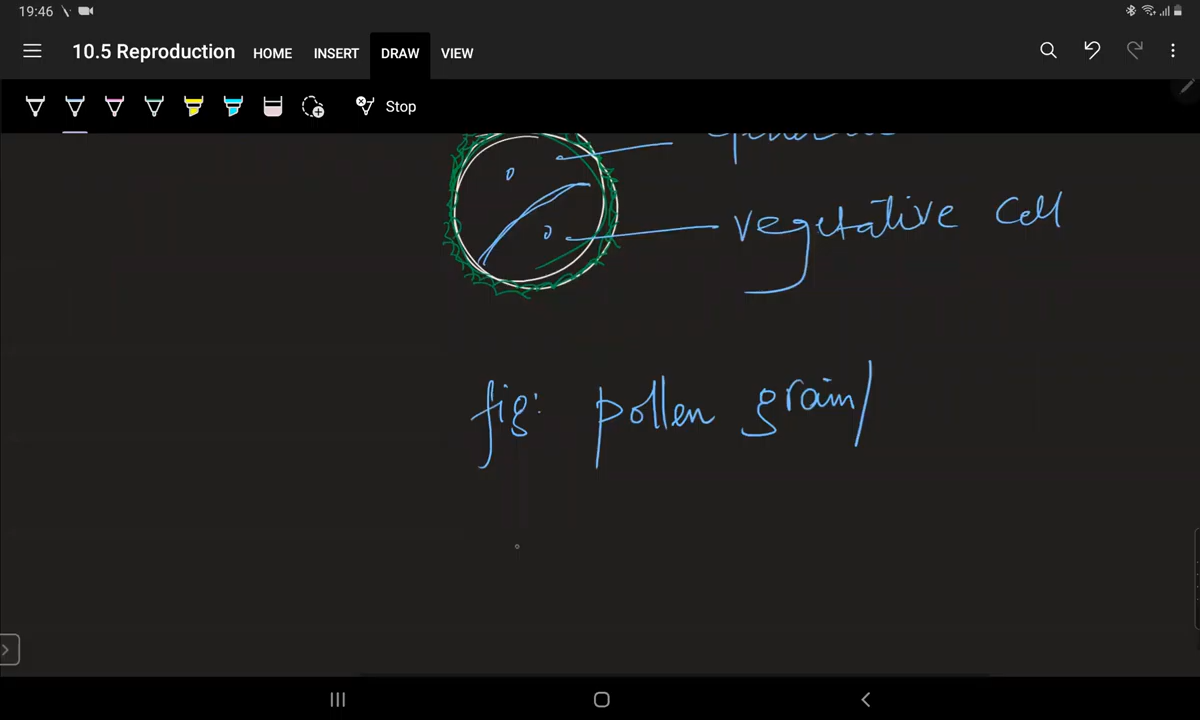 19:46
10.5 Reproduction HOME INSERT DRAW VIEW
Stop
vegetative cell
fig: pollen grain/